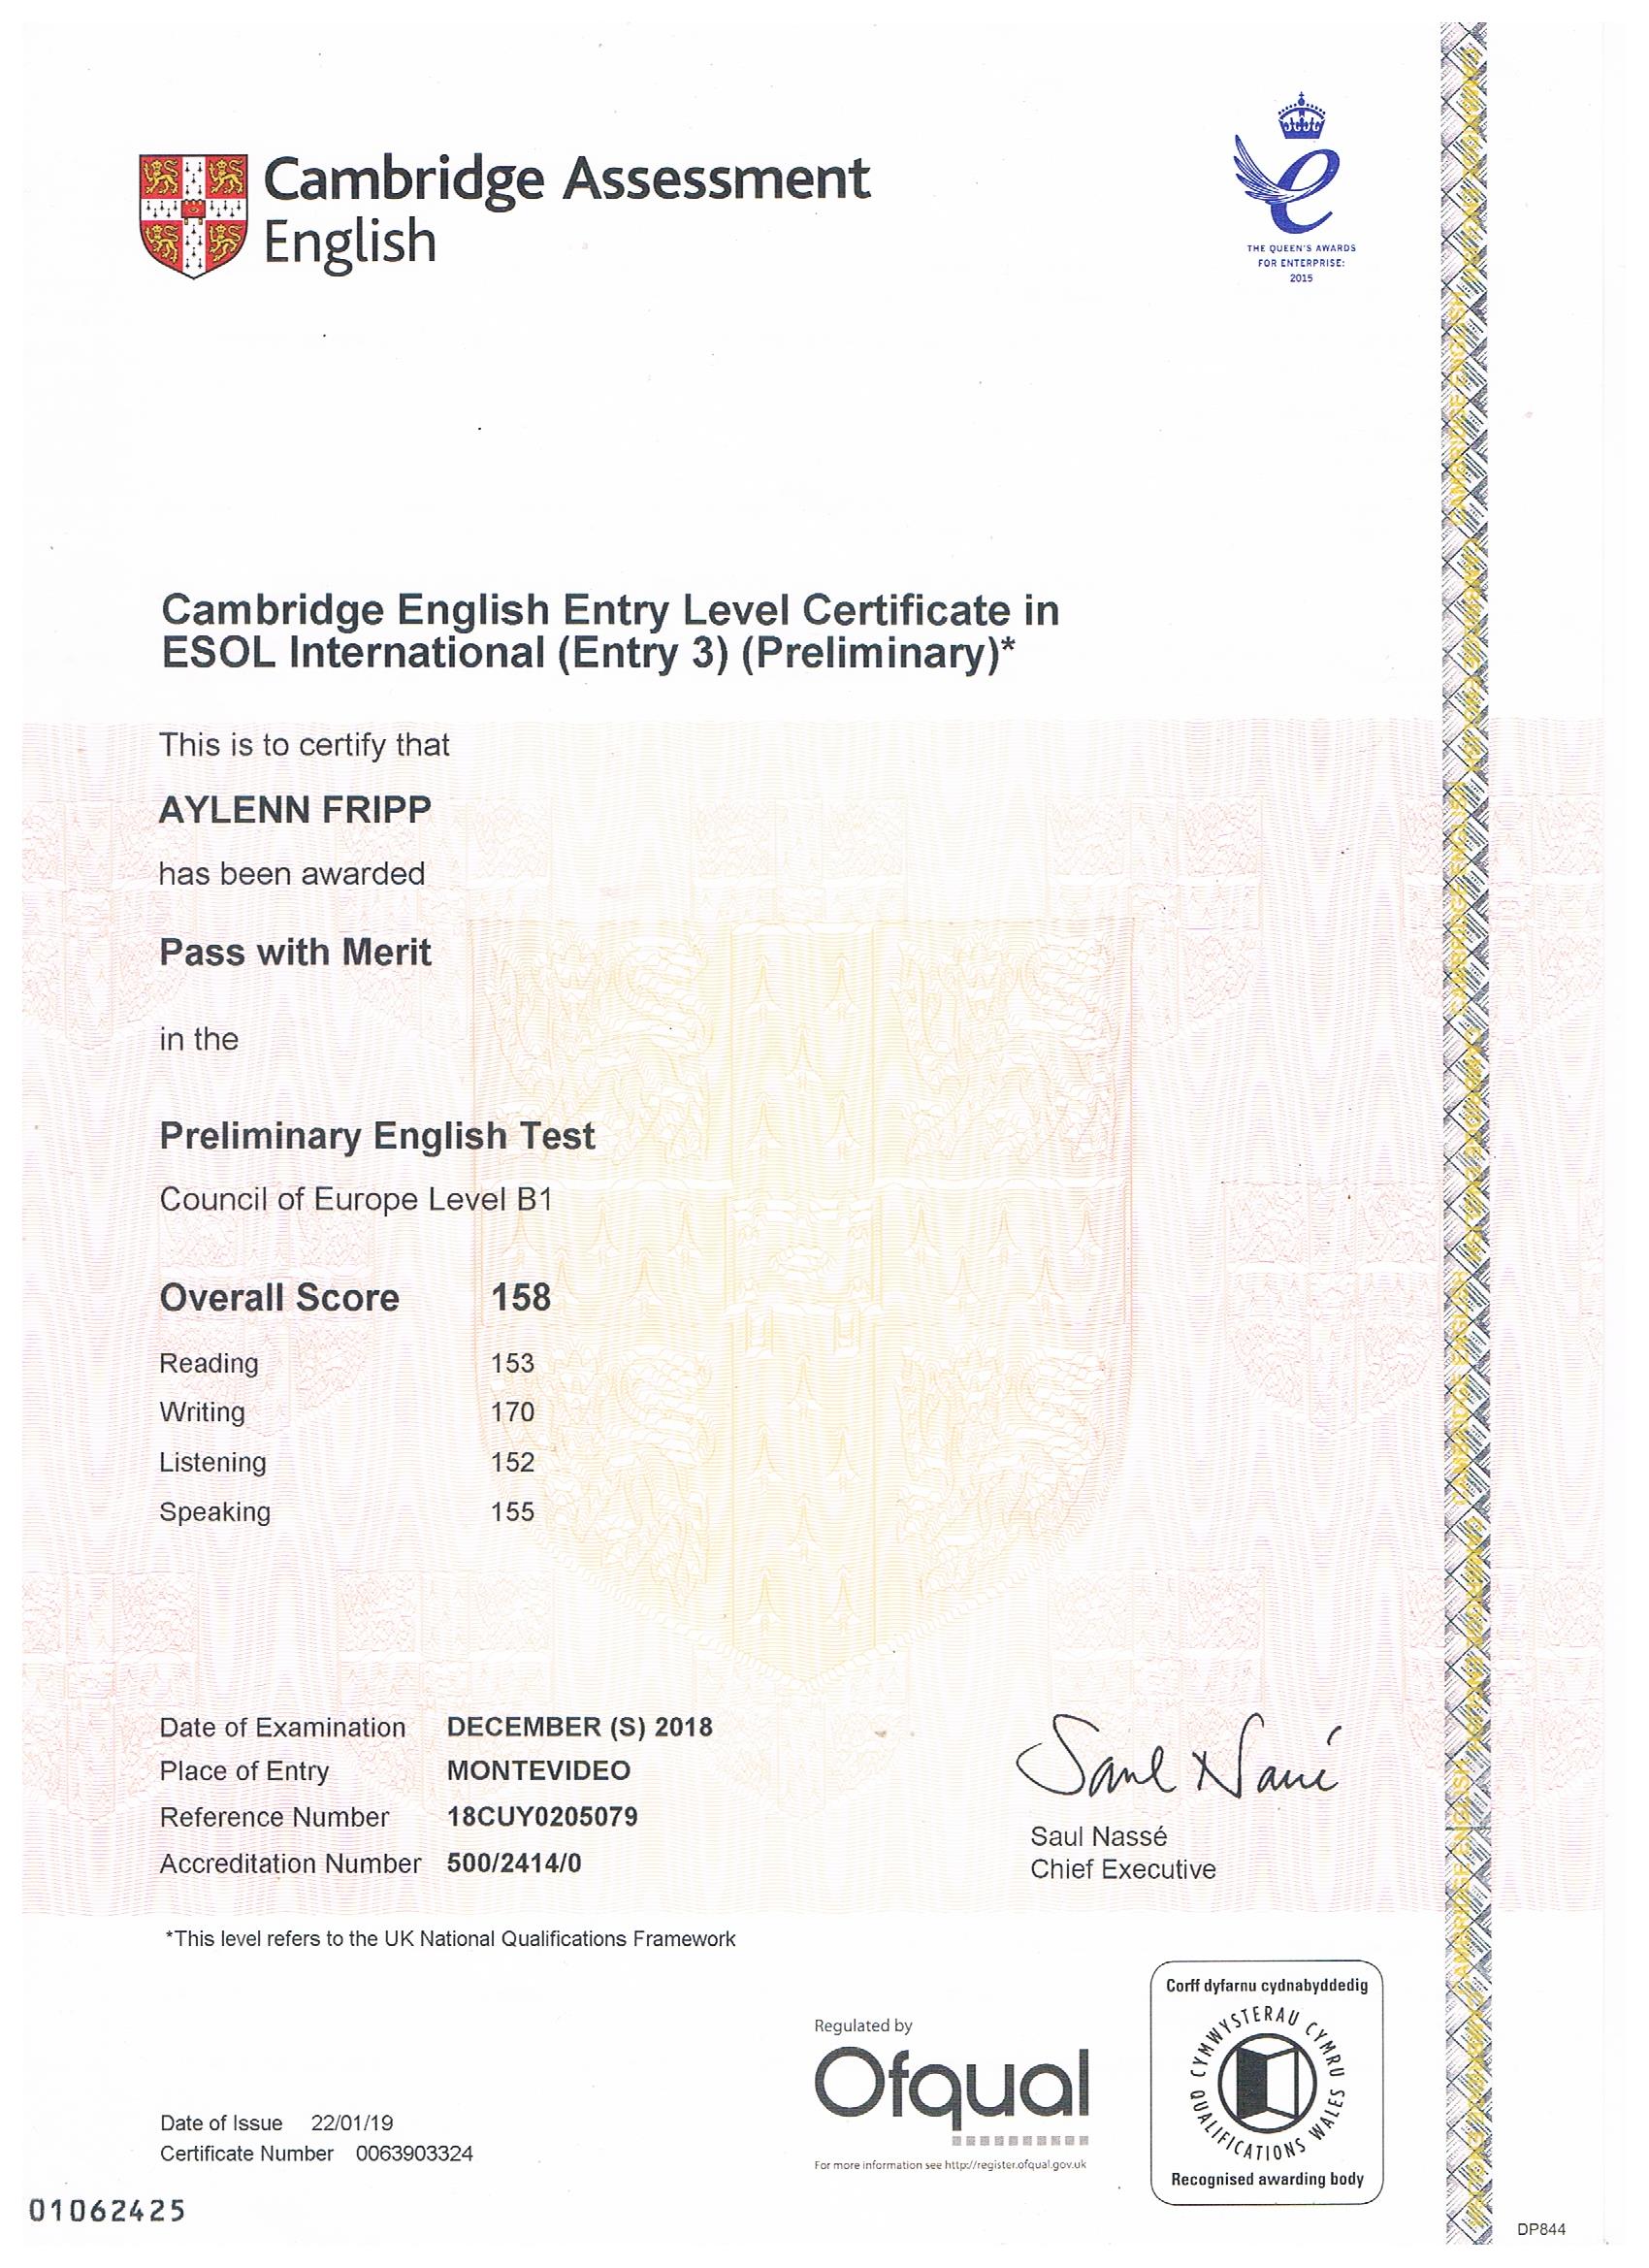 Cambridge Assessment
English
THE QUEEN'S AWARDS
FOR ENTERPRISE:
2015
Cambridge English Entry Level Certificate in
ESOL International (Entry 3) (Preliminary)*
This is to certify that
AYLENN FRIPP
has been awarded
Pass with Merit
in the
Preliminary English Test
Council of Europe Level B1
Overall Score 158
Reading 153
Writing 170
Listening 152
Speaking 155
Date of Examination DECEMBER (S) 2018
Place of Entry MONTEVIDEO
Reference Number 18CUY0205079
Accreditation Number 500/2414/0
Saul Nassé
Saul Nassé
Chief Executive
*This level refers to the UK National Qualifications Framework
Date of Issue 22/01/19
Certificate Number 0063903324
Regulated by
Ofqual
For more information see http://register.ofqual.gov.uk
Corff dyfarnu cydnabyddedig
CYMWYSTERAU CYMRU
QUALIFICATIONS WALES
Recognised awarding body
01062425
DP844